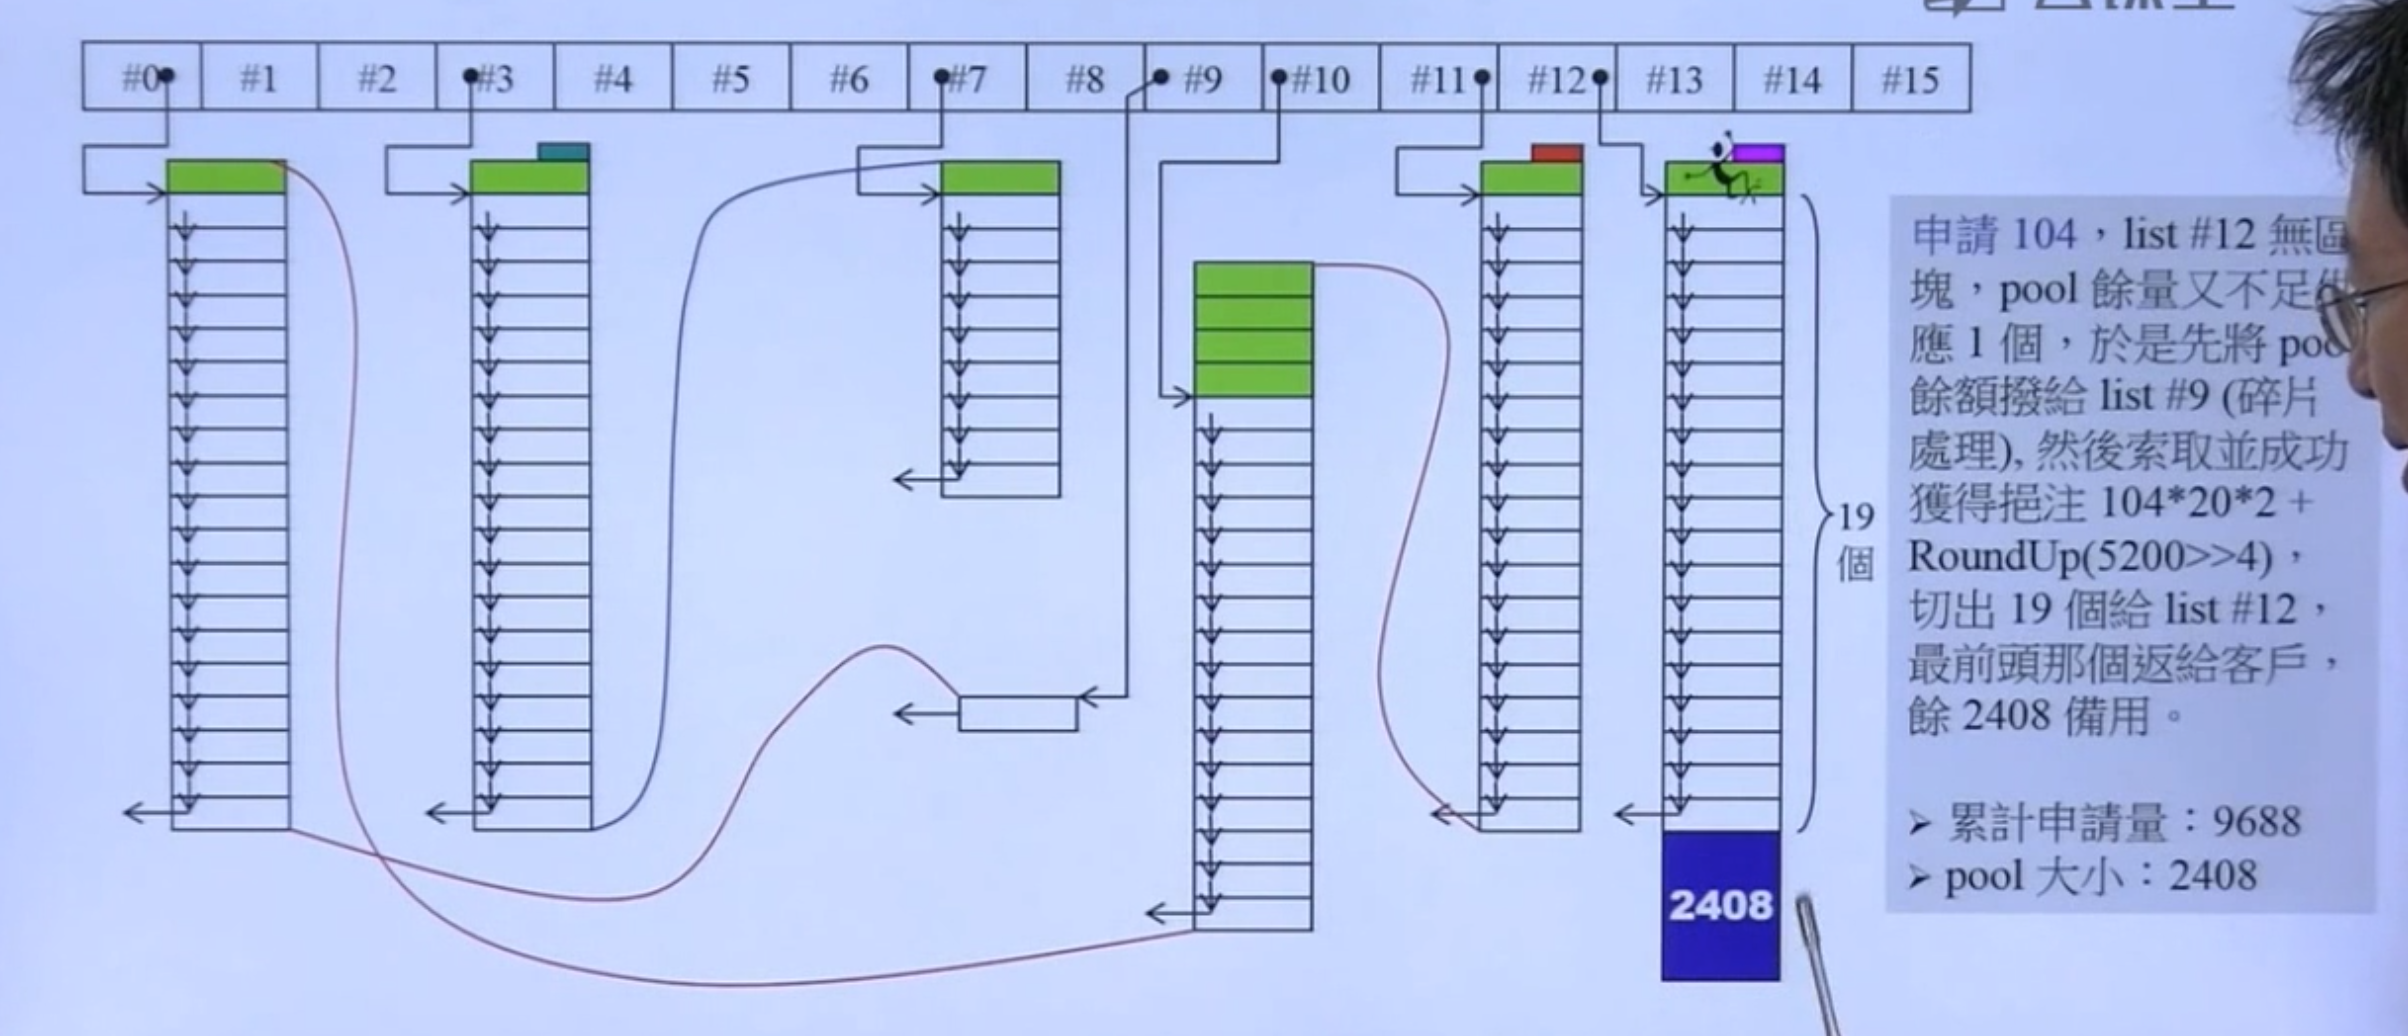 #0 #1 #2 #3 #4 #5 #6 #7 #8 #9 #10 #11 #12 #13 #14 #15
申請 104，list #12 無區
塊，pool 餘量又不足
應 1 個，於是先將
餘額撥給 list #9 (碎片
處理), 然後索取並成功
獲得挹注 104*20*2 +
RoundUp(5200>>4)，
切出 19 個給 list #12，
最前頭那個返給客戶，
餘 2408 備用。
➢ 累計申請量：9688
➢ pool 大小：2408
19
個
2408